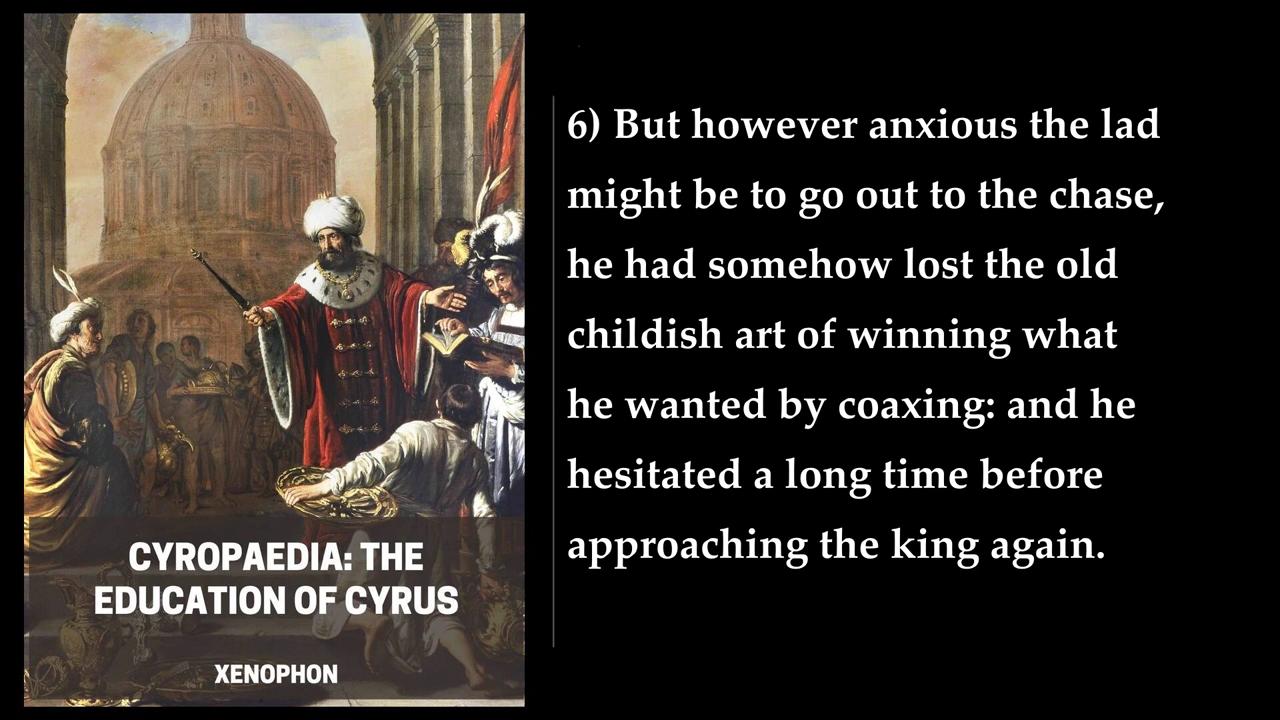 CYROPAEDIA: THE
EDUCATION OF CYRUS
XENOPHON
6) But however anxious the lad
might be to go out to the chase,
he had somehow lost the old
childish art of winning what
he wanted by coaxing: and he
hesitated a long time before
approaching the king again.